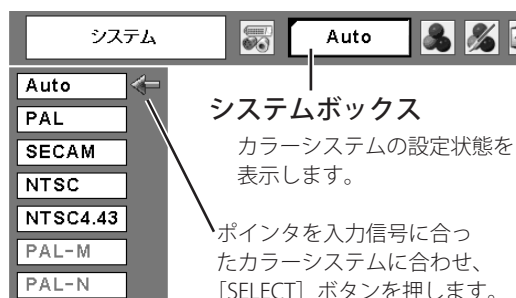 システム
Auto
Auto
PAL
SECAM
NTSC
NTSC4.43
PAL-M
PAL-N
システムボックス
カラーシステムの設定状態を
表示します。
ポインタを入力信号に合っ
たカラーシステムに合わせ、
［SELECT］ボタンを押します。